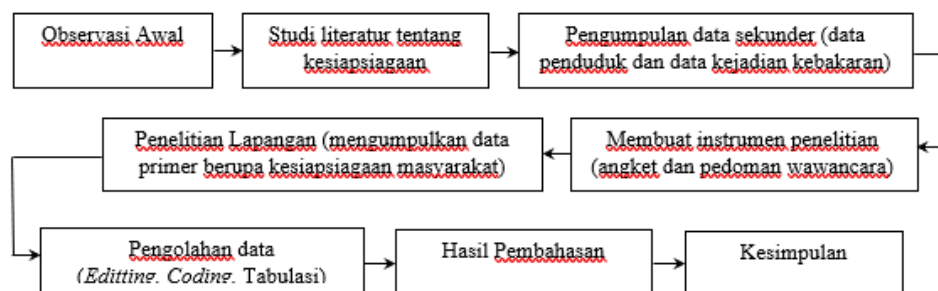 Observasi Awal
Studi literatur tentang
kesiapsiagaan
Pengumpulan data sekunder (data
penduduk dan data kejadian kebakaran)
Membuat instrumen penelitian
(angket dan pedoman wawancara)
Penelitian Lapangan (mengumpulkan data
primer berupa kesiapsiagaan masyarakat)
Pengolahan data
(Editting, Coding, Tabulasi)
Hasil Pembahasan
Kesimpulan